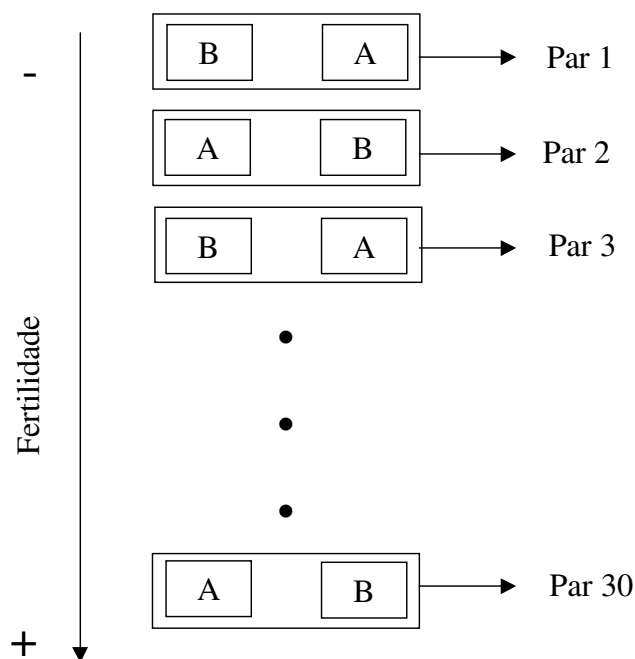 B A Par 1
-
A B Par 2
B A Par 3
Fertilidade
A B Par 30
+